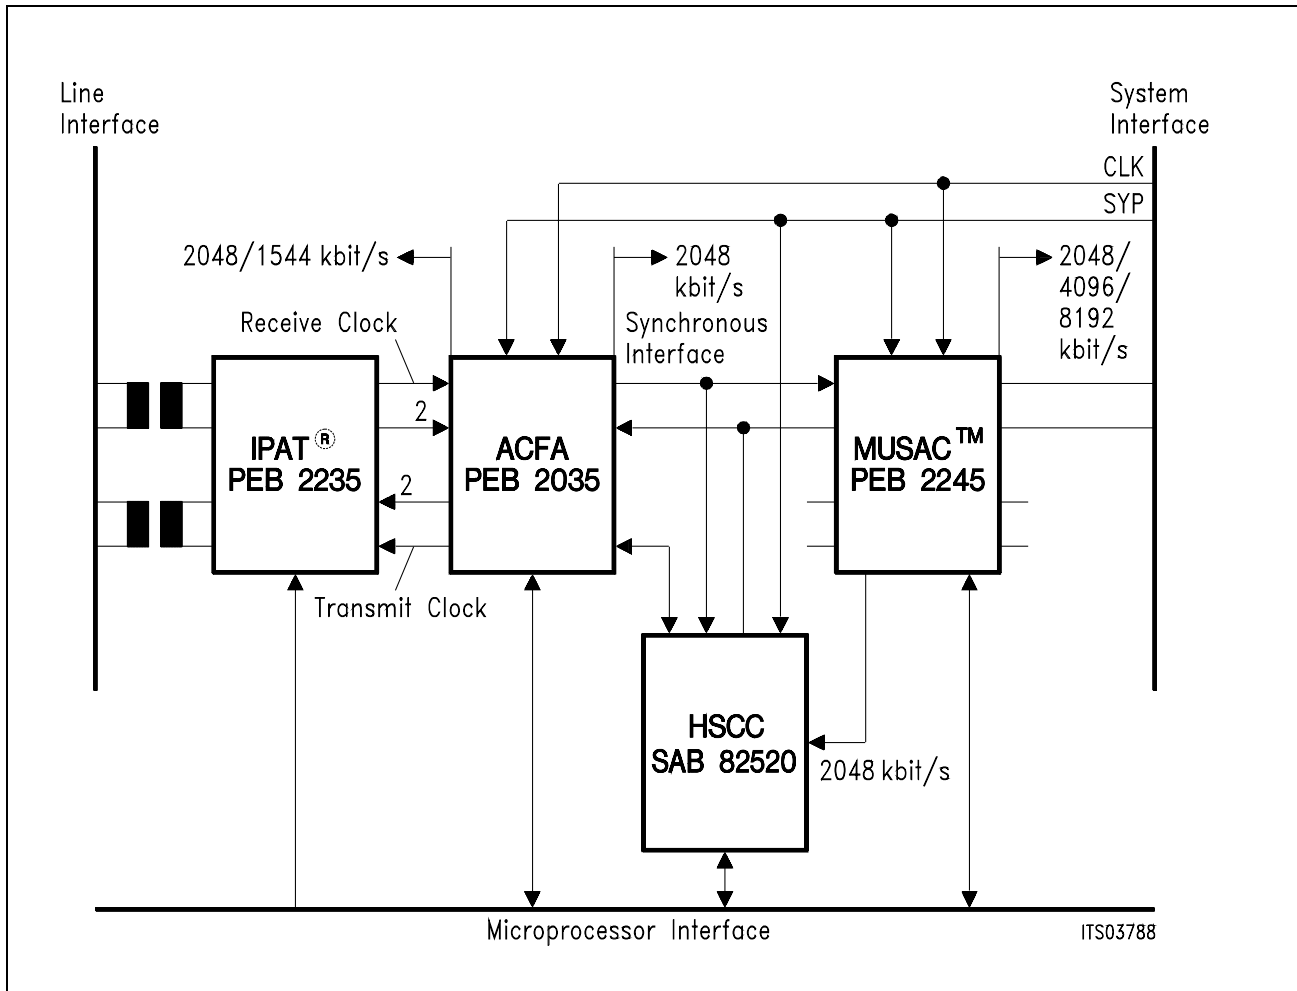 Line
Interface
System
Interface
CLK
SYP
2048/1544 kbit/s
2048
kbit/s
2048/
4096/
8192
kbit/s
Receive Clock
Synchronous
Interface
2
2
IPAT®
PEB 2235
ACFA
PEB 2035
MUSAC™
PEB 2245
Transmit Clock
HSCC
SAB 82520
2048 kbit/s
Microprocessor Interface
ITS03788